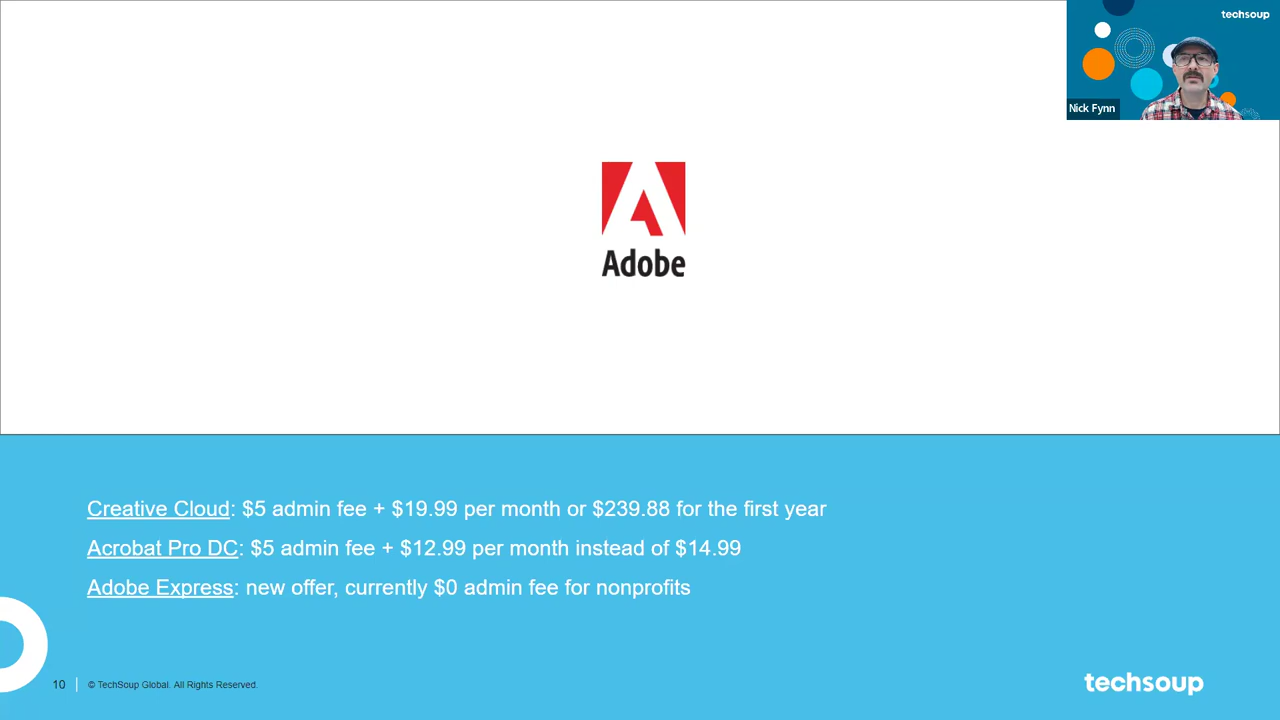 techsoup
Nick Fynn
Adobe
Creative Cloud: $5 admin fee + $19.99 per month or $239.88 for the first year
Acrobat Pro DC: $5 admin fee + $12.99 per month instead of $14.99
Adobe Express: new offer, currently $0 admin fee for nonprofits
10
© TechSoup Global. All Rights Reserved.
techsoup